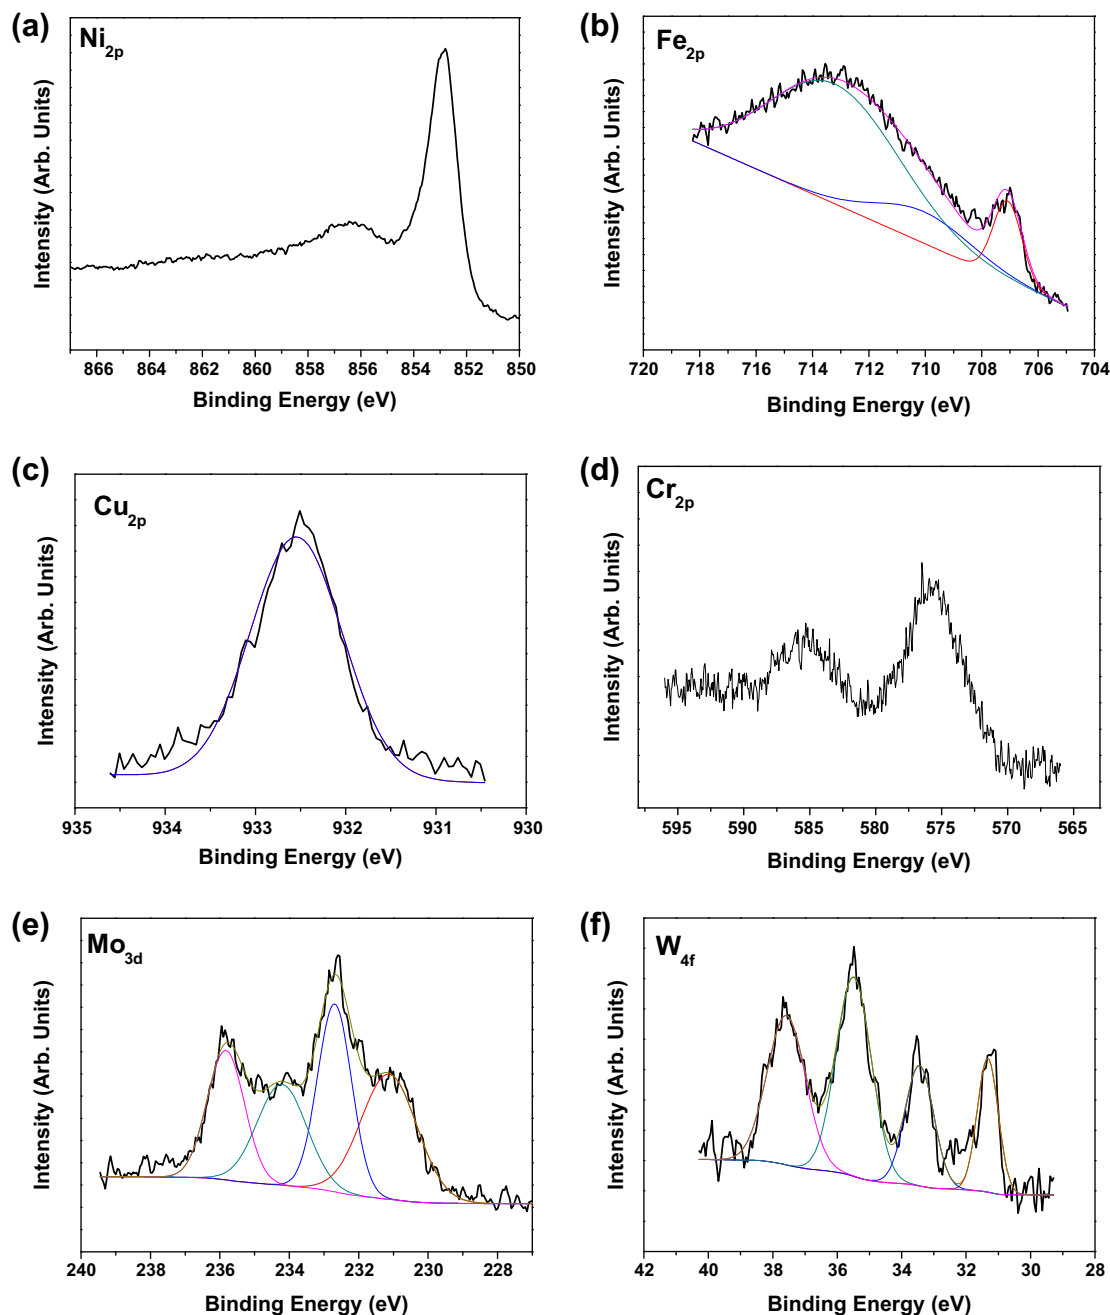 (a)
Ni2p
Intensity (Arb. Units)
866 864 862 860 858 856 854 852 850
Binding Energy (eV)
(b)
Fe2p
Intensity (Arb. Units)
720 718 716 714 712 710 708 706 704
Binding Energy (eV)
(c)
Cu2p
Intensity (Arb. Units)
935 934 933 932 931 930
Binding Energy (eV)
(d)
Cr2p
Intensity (Arb. Units)
595 590 585 580 575 570 565
Binding Energy (eV)
(e)
Mo3d
Intensity (Arb. Units)
240 238 236 234 232 230 228
Binding Energy (eV)
(f)
W4f
Intensity (Arb. Units)
42 40 38 36 34 32 30 28
Binding Energy (eV)